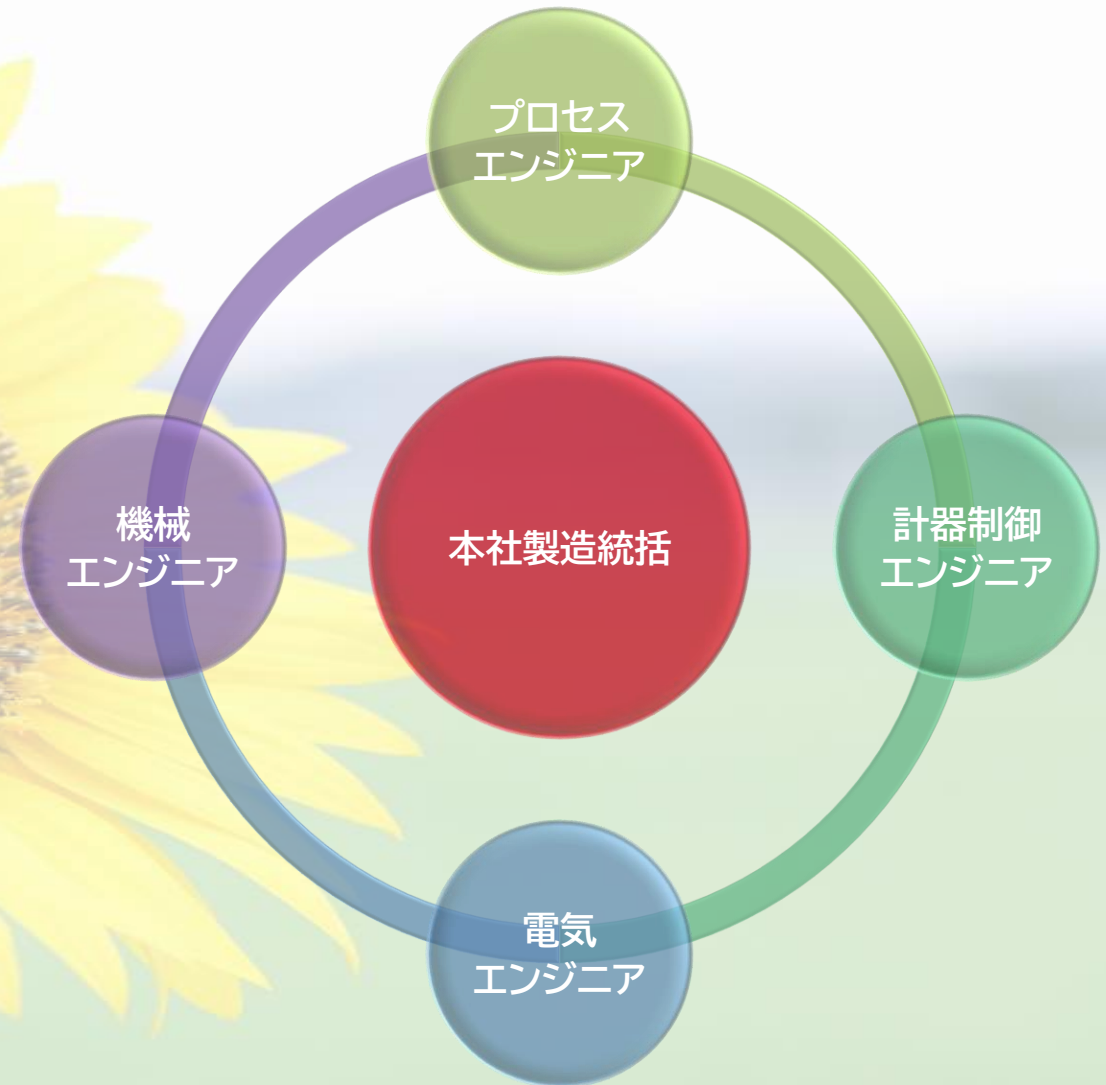 プロセス
エンジニア
機械
エンジニア
本社製造統括
計器制御
エンジニア
電気
エンジニア